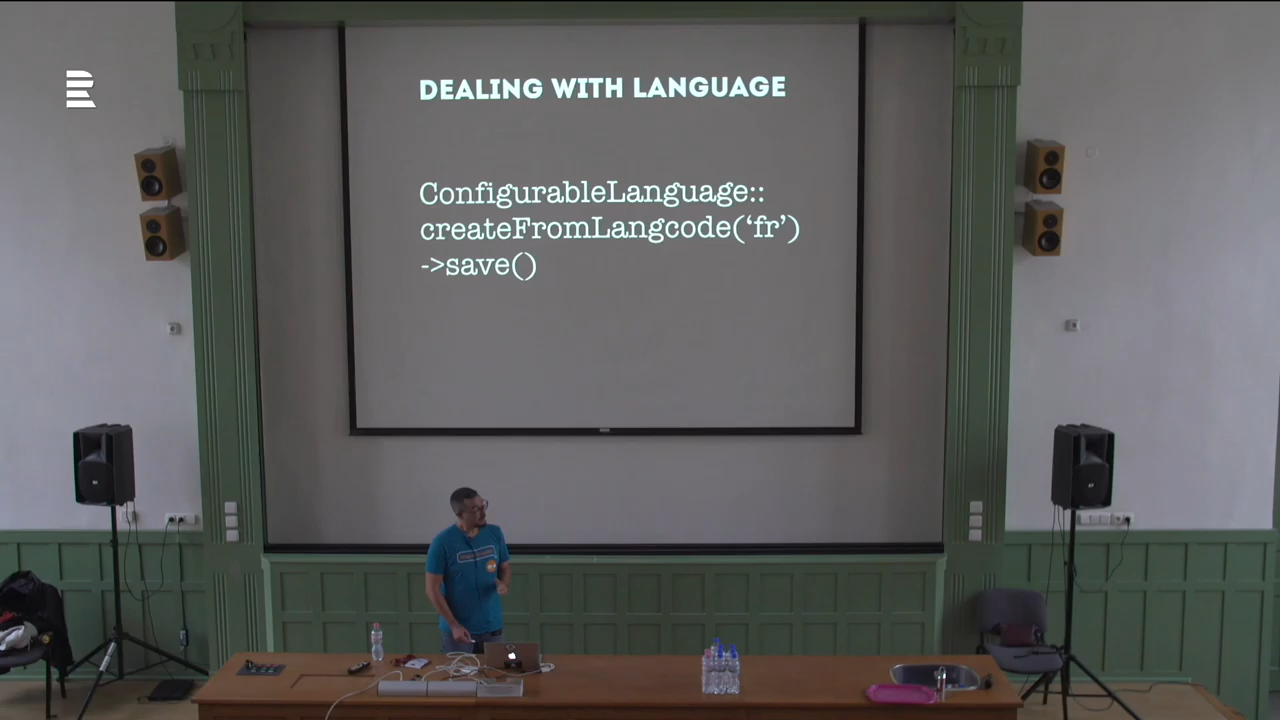 DEALING WITH LANGUAGE
ConfigurableLanguage::
createFromLangcode(‘fr’)
->save()